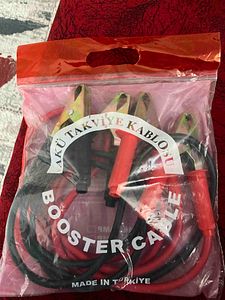 AKÜ TAKVİYE KABLOSU
BOOSTER CABLE
MADE IN TÜRKİYE